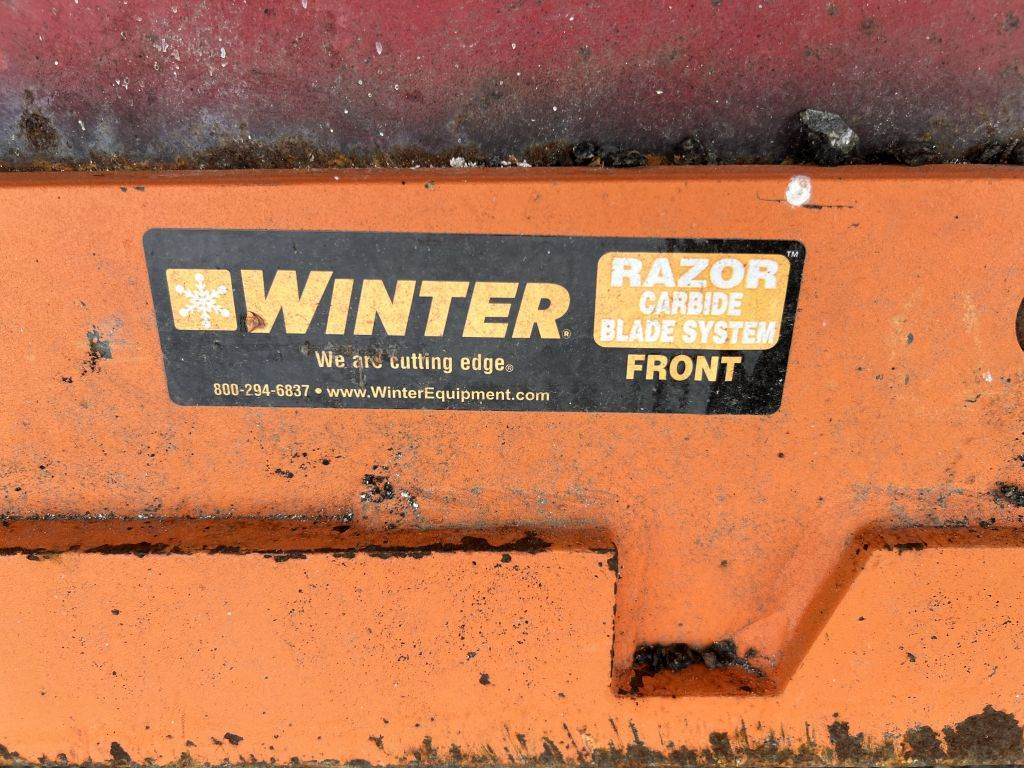 WINTER®
We are cutting edge®
800-294-6837 • www.WinterEquipment.com
RAZOR™
CARBIDE
BLADE SYSTEM
FRONT